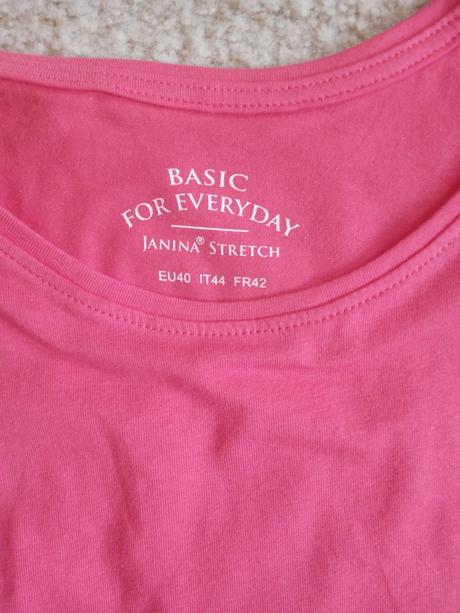 BASIC
FOR EVERYDAY
JANINA® STRETCH
EU40 IT44 FR42